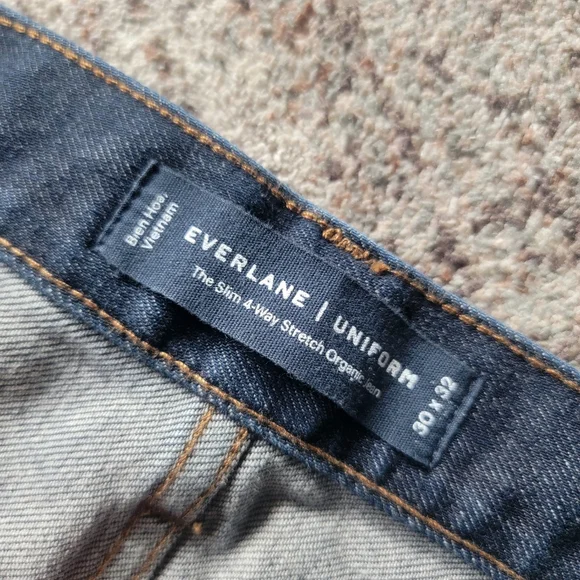 Bien Hoa,
Vietnam
EVERLANE | UNIFORM
The Slim 4-Way Stretch Organic Jean
30 x 32